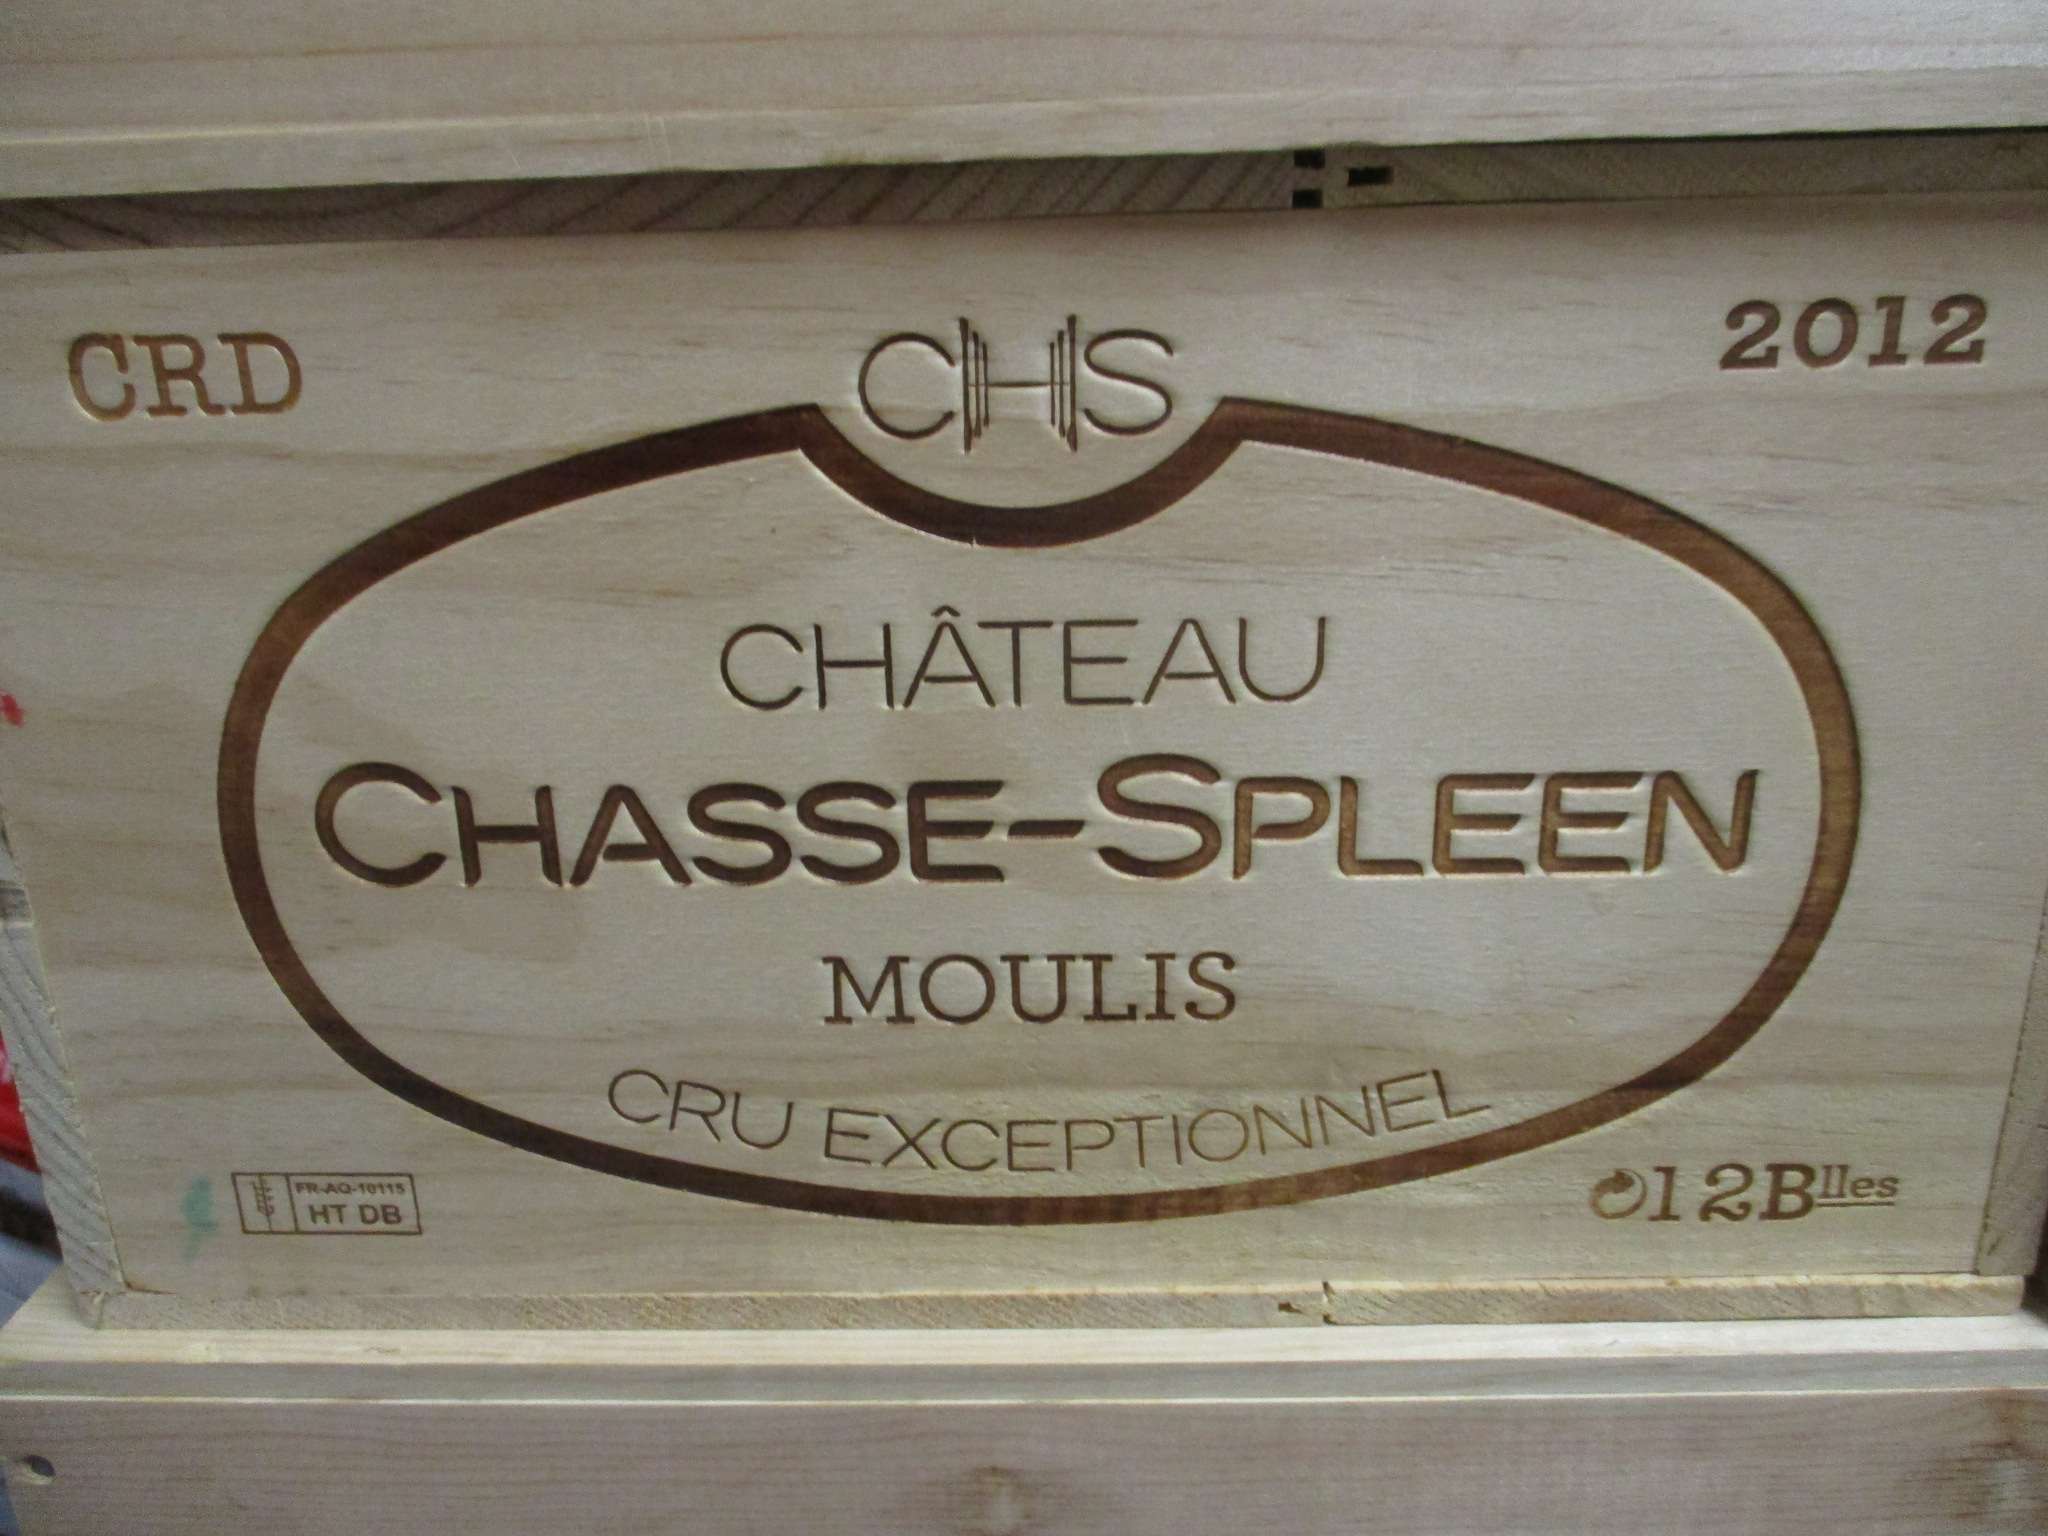 CRD
CHS
2012
CHÂTEAU
CHASSE-SPLEEN
MOULIS
CRU EXCEPTIONNEL
FR-AQ-10115
HT DB
12Blles